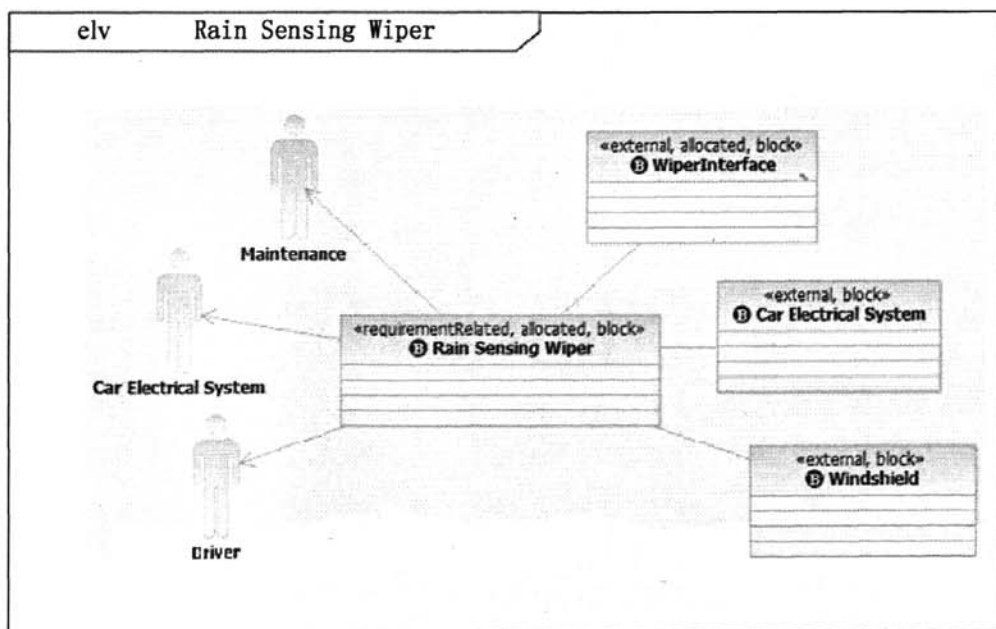 elv Rain Sensing Wiper
Maintenance
«external, allocated, block»
B WiperInterface
Car Electrical System
«requirementRelated, allocated, block»
B Rain Sensing Wiper
«external, block»
B Car Electrical System
Driver
«external, block»
B Windshield